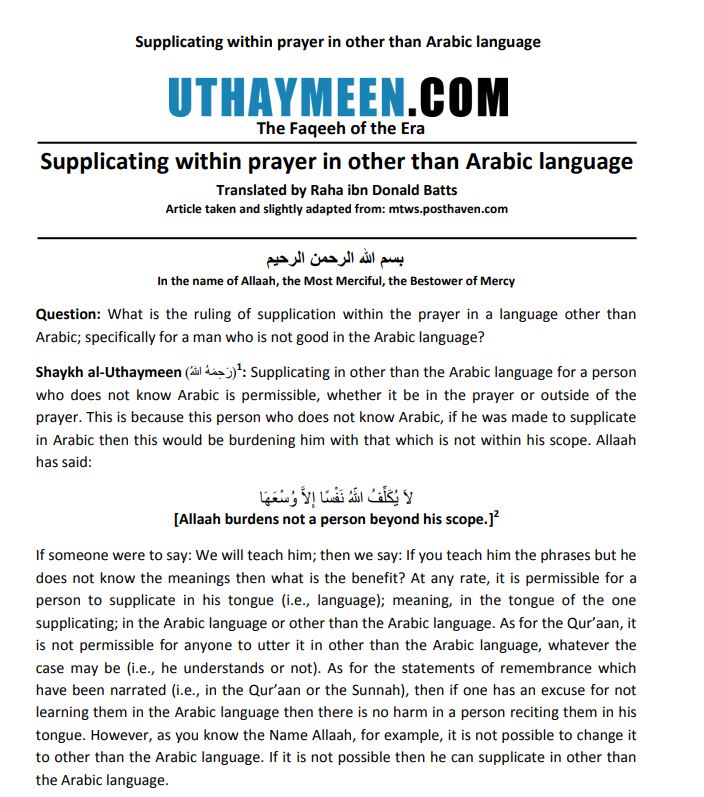 Supplicating within prayer in other than Arabic language
UTHAYMEEN.COM
The Faqeeh of the Era
Supplicating within prayer in other than Arabic language
Translated by Raha ibn Donald Batts
Article taken and slightly adapted from: mtws.posthaven.com
بسم الله الرحمن الرحيم
In the name of Allaah, the Most Merciful, the Bestower of Mercy
Question: What is the ruling of supplication within the prayer in a language other than
Arabic; specifically for a man who is not good in the Arabic language?
Shaykh al-Uthaymeen (رَحِمَهُ اللهُ)¹: Supplicating in other than the Arabic language for a person
who does not know Arabic is permissible, whether it be in the prayer or outside of the
prayer. This is because this person who does not know Arabic, if he was made to supplicate
in Arabic then this would be burdening him with that which is not within his scope. Allaah
has said:
لاَ يُكَلِّفُ اللّهُ نَفْسًا إِلاَّ وُسْعَهَا
[Allaah burdens not a person beyond his scope.]²
If someone were to say: We will teach him; then we say: If you teach him the phrases but he
does not know the meanings then what is the benefit? At any rate, it is permissible for a
person to supplicate in his tongue (i.e., language); meaning, in the tongue of the one
supplicating; in the Arabic language or other than the Arabic language. As for the Qur’aan, it
is not permissible for anyone to utter it in other than the Arabic language, whatever the
case may be (i.e., he understands or not). As for the statements of remembrance which
have been narrated (i.e., in the Qur’aan or the Sunnah), then if one has an excuse for not
learning them in the Arabic language then there is no harm in a person reciting them in his
tongue. However, as you know the Name Allaah, for example, it is not possible to change it
to other than the Arabic language. If it is not possible then he can supplicate in other than
the Arabic language.